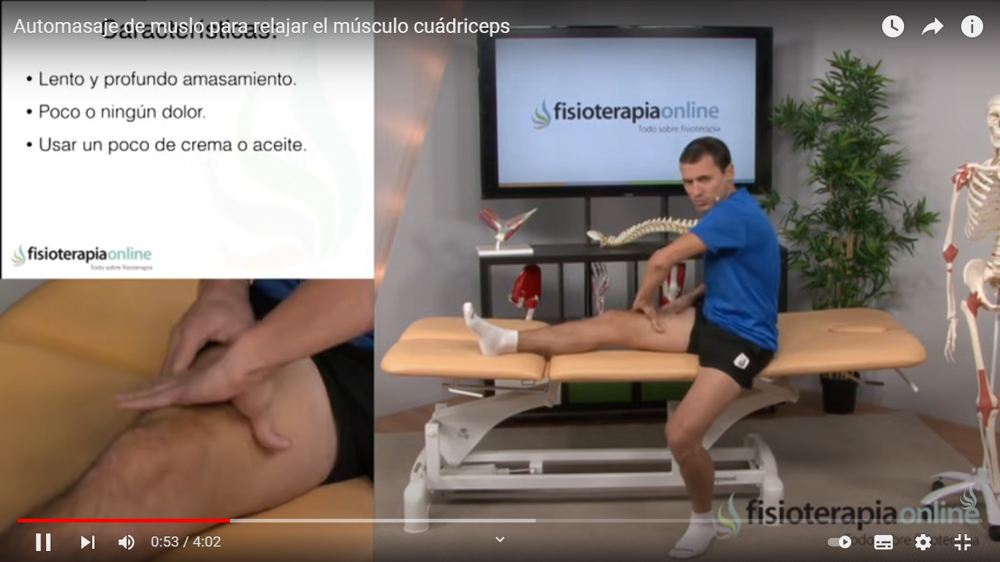 Automasaje de muslo para relajar el músculo cuádriceps
Características:
• Lento y profundo amasamiento.
• Poco o ningún dolor.
• Usar un poco de crema o aceite.
fisioterapiaonline
Todo sobre fisioterapia
fisioterapiaonline
Todo sobre fisioterapia
fisioterapiaonline
Todo sobre fisioterapia
0:53 / 4:02